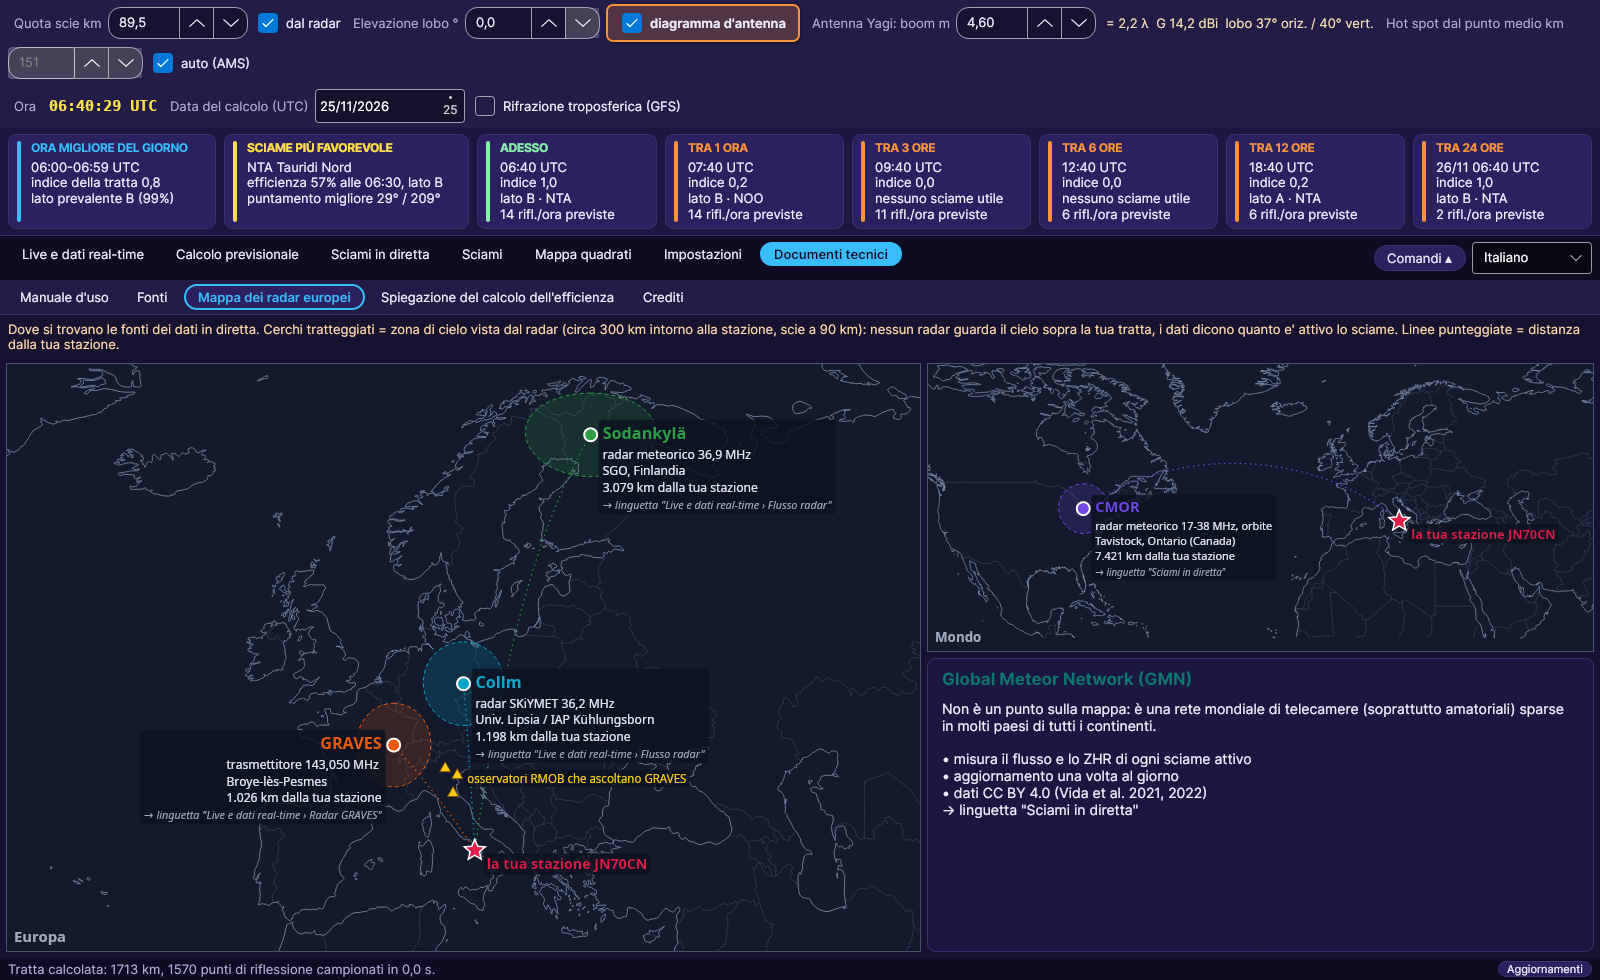 Quota scie km 89,5 dal radar Elevazione lobo ° 0,0 diagramma d'antenna Antenna Yagi: boom m 4,60 = 2,2 λ G 14,2 dBi lobo 37° oriz. / 40° vert. Hot spot dal punto medio km
151 auto (AMS)
Ora 06:40:29 UTC Data del calcolo (UTC) 25/11/2026 25 Rifrazione troposferica (GFS)
ORA MIGLIORE DEL GIORNO
06:00-06:59 UTC
indice della tratta 0,8
lato prevalente B (99%)
SCIAME PIÙ FAVOREVOLE
NTA Tauridi Nord
efficienza 57% alle 06:30, lato B
puntamento migliore 29° / 209°
ADESSO
06:40 UTC
indice 1,0
lato B · NTA
14 rifl./ora previste
TRA 1 ORA
07:40 UTC
indice 0,2
lato B · NOO
14 rifl./ora previste
TRA 3 ORE
09:40 UTC
indice 0,0
nessuno sciame utile
11 rifl./ora previste
TRA 6 ORE
12:40 UTC
indice 0,0
nessuno sciame utile
6 rifl./ora previste
TRA 12 ORE
18:40 UTC
indice 0,2
lato A · NTA
6 rifl./ora previste
TRA 24 ORE
26/11 06:40 UTC
indice 1,0
lato B · NTA
2 rifl./ora previste
Live e dati real-time Calcolo previsionale Sciami in diretta Sciami Mappa quadrati Impostazioni Documenti tecnici Comandi ▴ Italiano
Manuale d'uso Fonti Mappa dei radar europei Spiegazione del calcolo dell'efficienza Crediti
Dove si trovano le fonti dei dati in diretta. Cerchi tratteggiati = zona di cielo vista dal radar (circa 300 km intorno alla stazione, scie a 90 km): nessun radar guarda il cielo sopra la tua tratta, i dati dicono quanto e' attivo lo sciame. Linee punteggiate = distanza
dalla tua stazione.
Sodankylä
radar meteorico 36,9 MHz
SGO, Finlandia
3.079 km dalla tua stazione
→ linguetta "Live e dati real-time › Flusso radar"
Collm
radar SKiYMET 36,2 MHz
Univ. Lipsia / IAP Kühlungsborn
1.198 km dalla tua stazione
→ linguetta "Live e dati real-time › Flusso radar"
GRAVES
trasmettitore 143,050 MHz
Broye-lès-Pesmes
1.026 km dalla tua stazione
→ linguetta "Live e dati real-time › Radar GRAVES"
osservatori RMOB che ascoltano GRAVES
la tua stazione JN70CN
Europa
CMOR
radar meteorico 17-38 MHz, orbite
Tavistock, Ontario (Canada)
7.421 km dalla tua stazione
→ linguetta "Sciami in diretta"
la tua stazione JN70CN
Mondo
Global Meteor Network (GMN)
Non è un punto sulla mappa: è una rete mondiale di telecamere (soprattutto amatoriali) sparse
in molti paesi di tutti i continenti.
• misura il flusso e lo ZHR di ogni sciame attivo
• aggiornamento una volta al giorno
• dati CC BY 4.0 (Vida et al. 2021, 2022)
→ linguetta "Sciami in diretta"
Tratta calcolata: 1713 km, 1570 punti di riflessione campionati in 0,0 s.
Aggiornamenti